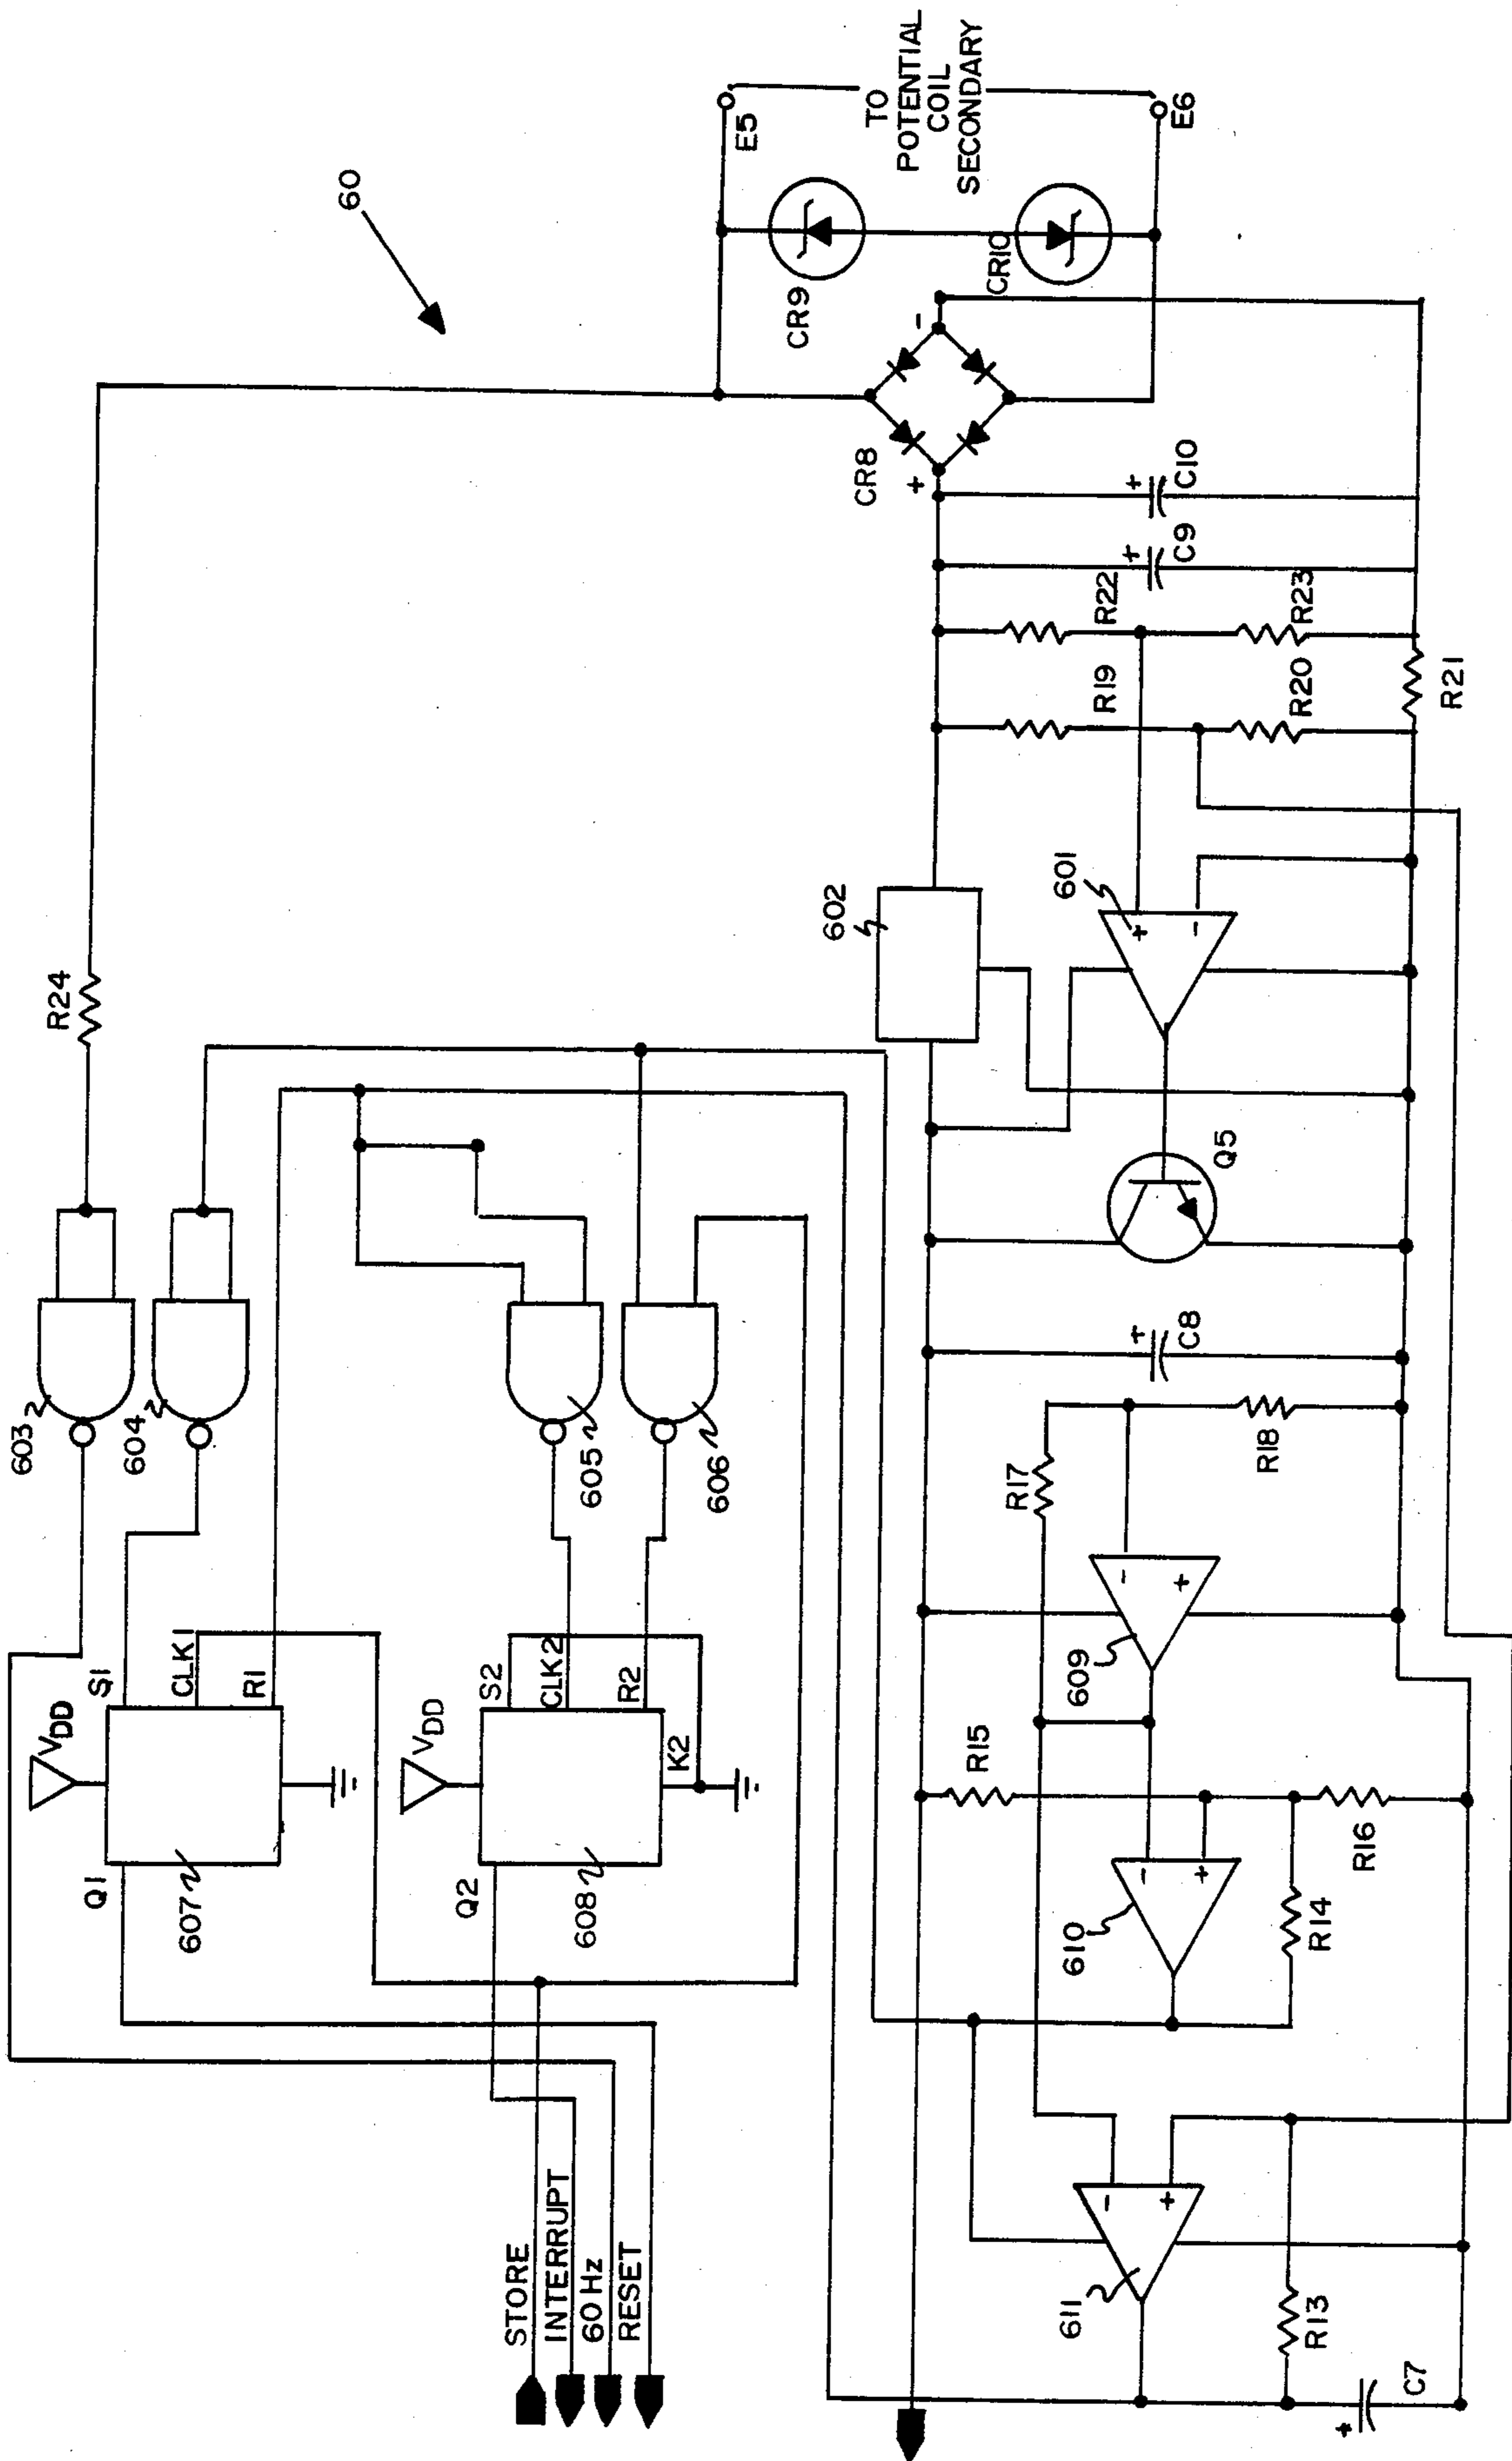 60
R24
603
604
605
606
S1
CLK1
R1
VDD
Q1
607
S2
CLK2
R2
K2
VDD
Q2
608
STORE
INTERRUPT
60 Hz
RESET
E5
TO
POTENTIAL
COIL
SECONDARY
E6
CR9
CR10
CR8
+
-
+
C10
+
C9
R22
R23
R19
R20
R21
602
601
+
-
Q5
+
C8
R17
R18
-
+
609
R15
R16
-
+
610
R14
-
+
611
R13
+
C7